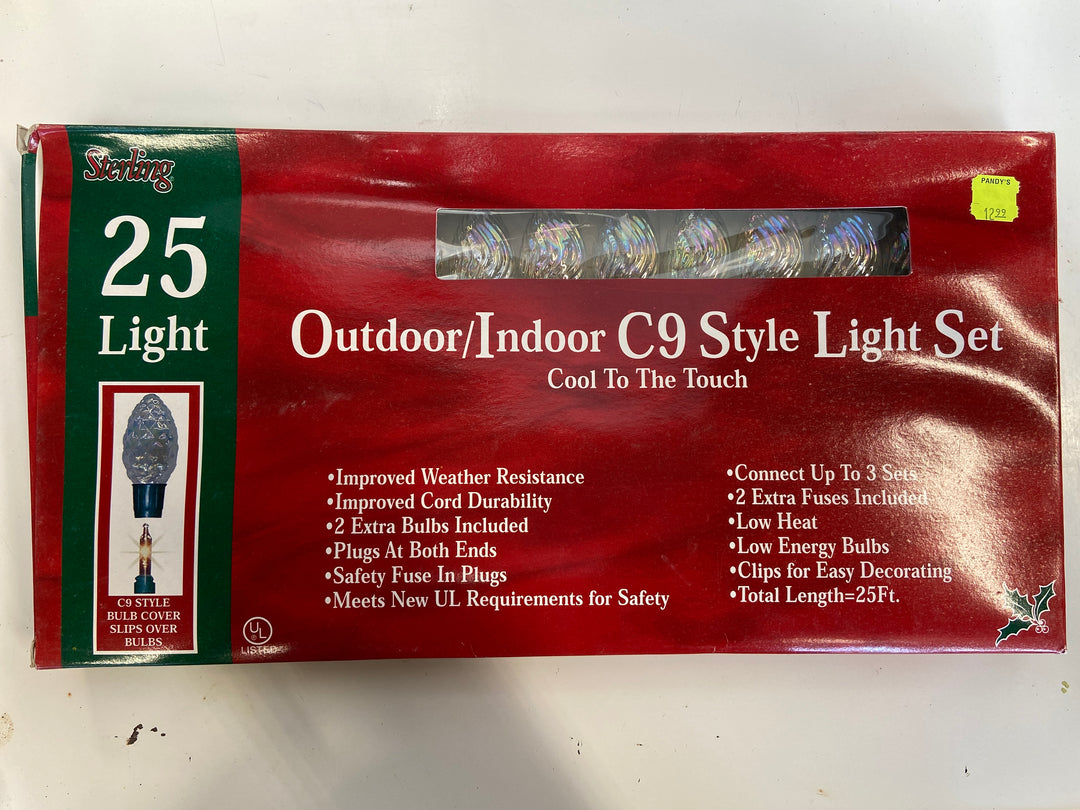 Sterling
25
Light
C9 STYLE
BULB COVER
SLIPS OVER
BULBS
UL
®
LISTED
PANDY'S
12.99
Outdoor/Indoor C9 Style Light Set
Cool To The Touch
•Improved Weather Resistance
•Improved Cord Durability
•2 Extra Bulbs Included
•Plugs At Both Ends
•Safety Fuse In Plugs
•Meets New UL Requirements for Safety
•Connect Up To 3 Sets
•2 Extra Fuses Included
•Low Heat
•Low Energy Bulbs
•Clips for Easy Decorating
•Total Length=25Ft.